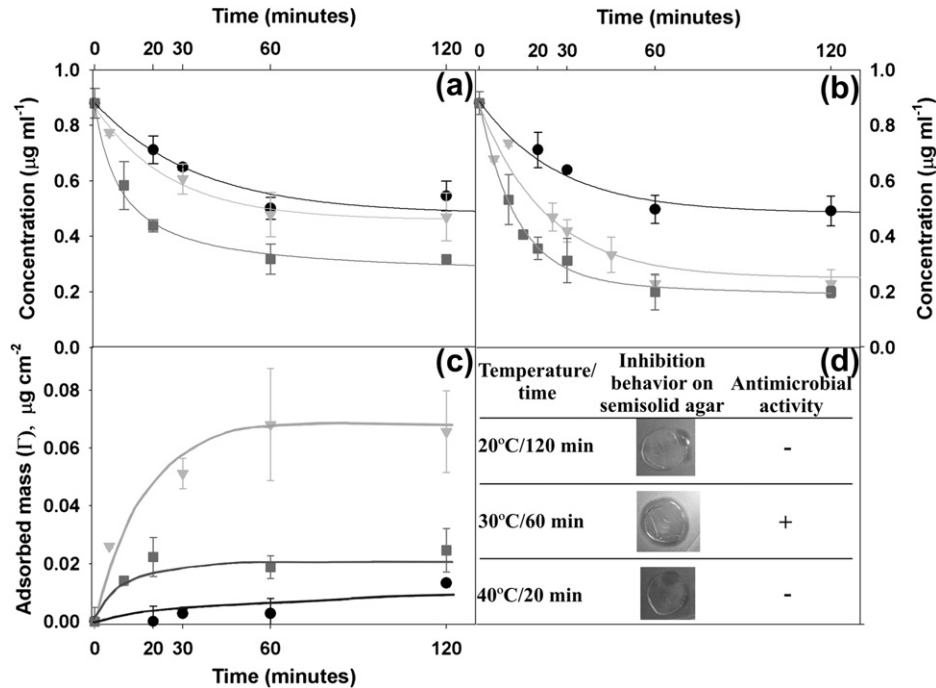 Time (minutes)
Time (minutes)
0 20 30 60 120
0 20 30 60 120
Concentration (μg ml-1)
1.0
0.8
0.6
0.4
0.2
0.0
(a)
(b)
1.0
0.8
0.6
0.4
0.2
0.0
Concentration (μg ml-1)
Adsorbed mass (Γ), μg cm-2
0.08
0.06
0.04
0.02
0.00
(c)
0 20 30 60 120
Time (minutes)
(d)
Temperature/
time
Inhibition
behavior on
semisolid agar
Antimicrobial
activity
20ºC/120 min -
30ºC/60 min +
40ºC/20 min -